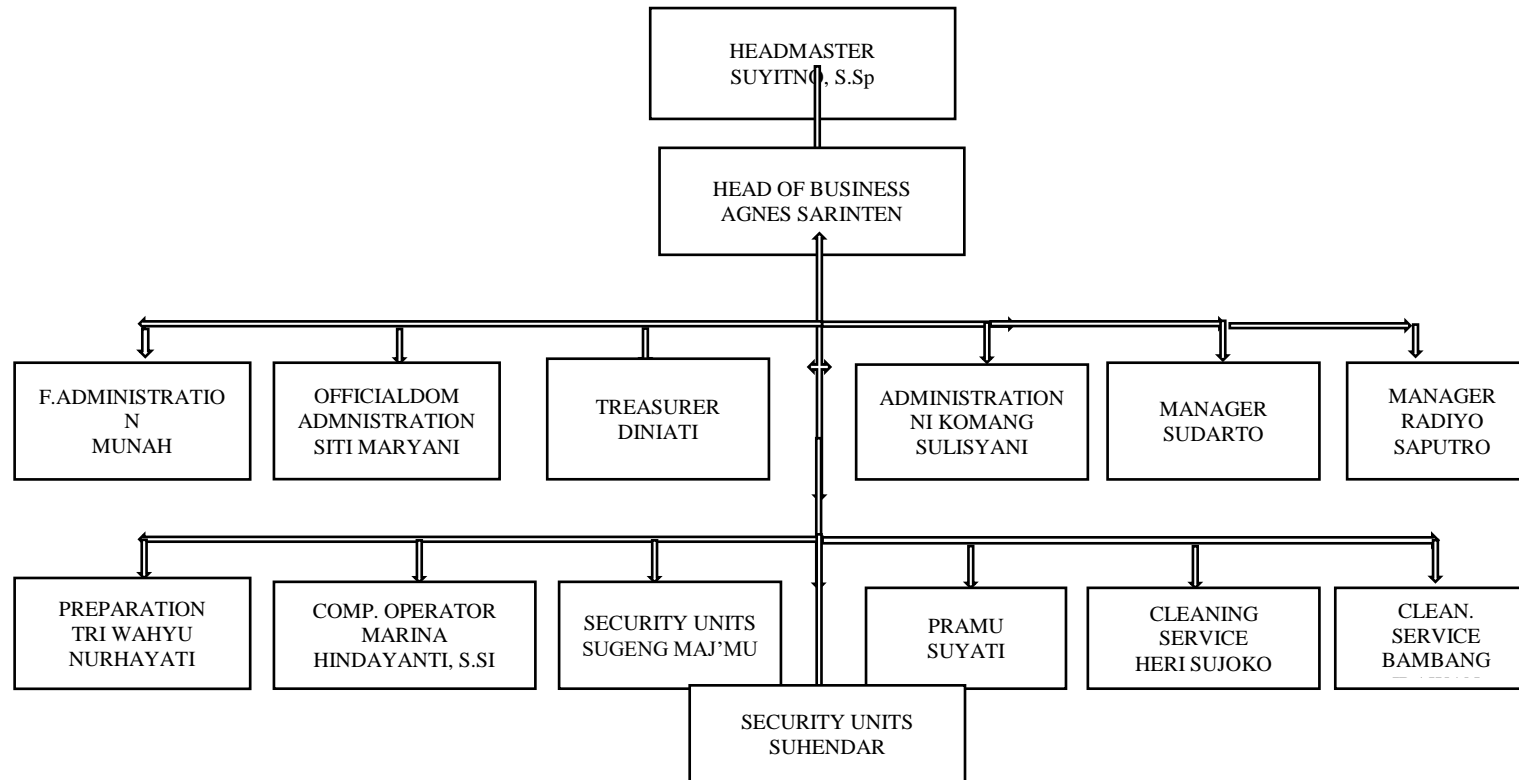 HEADMASTER
SUYITNO, S.Sp
HEAD OF BUSINESS
AGNES SARINTEN
F.ADMINISTRATIO
N
MUNAH
OFFICIALDOM
ADMNISTRATION
SITI MARYANI
TREASURER
DINIATI
ADMINISTRATION
NI KOMANG
SULISYANI
MANAGER
SUDARTO
MANAGER
RADIYO
SAPUTRO
PREPARATION
TRI WAHYU
NURHAYATI
COMP. OPERATOR
MARINA
HINDAYANTI, S.SI
SECURITY UNITS
SUGENG MAJ’MU
PRAMU
SUYATI
CLEANING
SERVICE
HERI SUJOKO
CLEAN.
SERVICE
BAMBANG
SECURITY UNITS
SUHENDAR